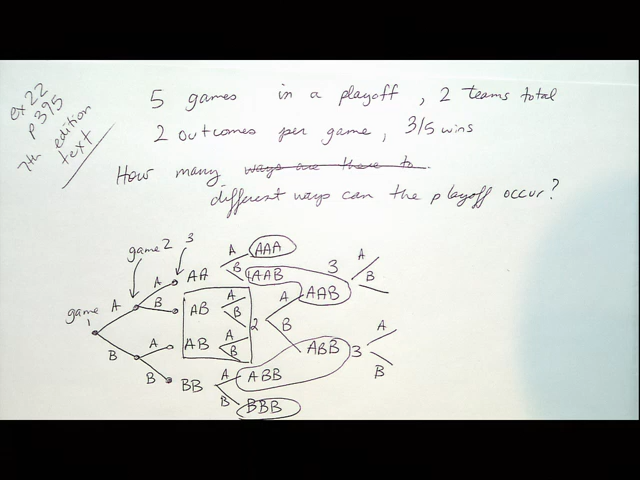 ex 22
p 395
7th edition
text
5 games in a playoff, 2 teams total
2 outcomes per game, 3/5 wins
How many ways are there to
different ways can the playoff occur?
game 1
game 2
3
A
B
A
B
A
B
AA
AB
AB
BB
A
B
A
B
A
B
A
B
AAA
AAB
ABB
BBB
2
A
B
AAB
ABB
3
3
A
B
A
B